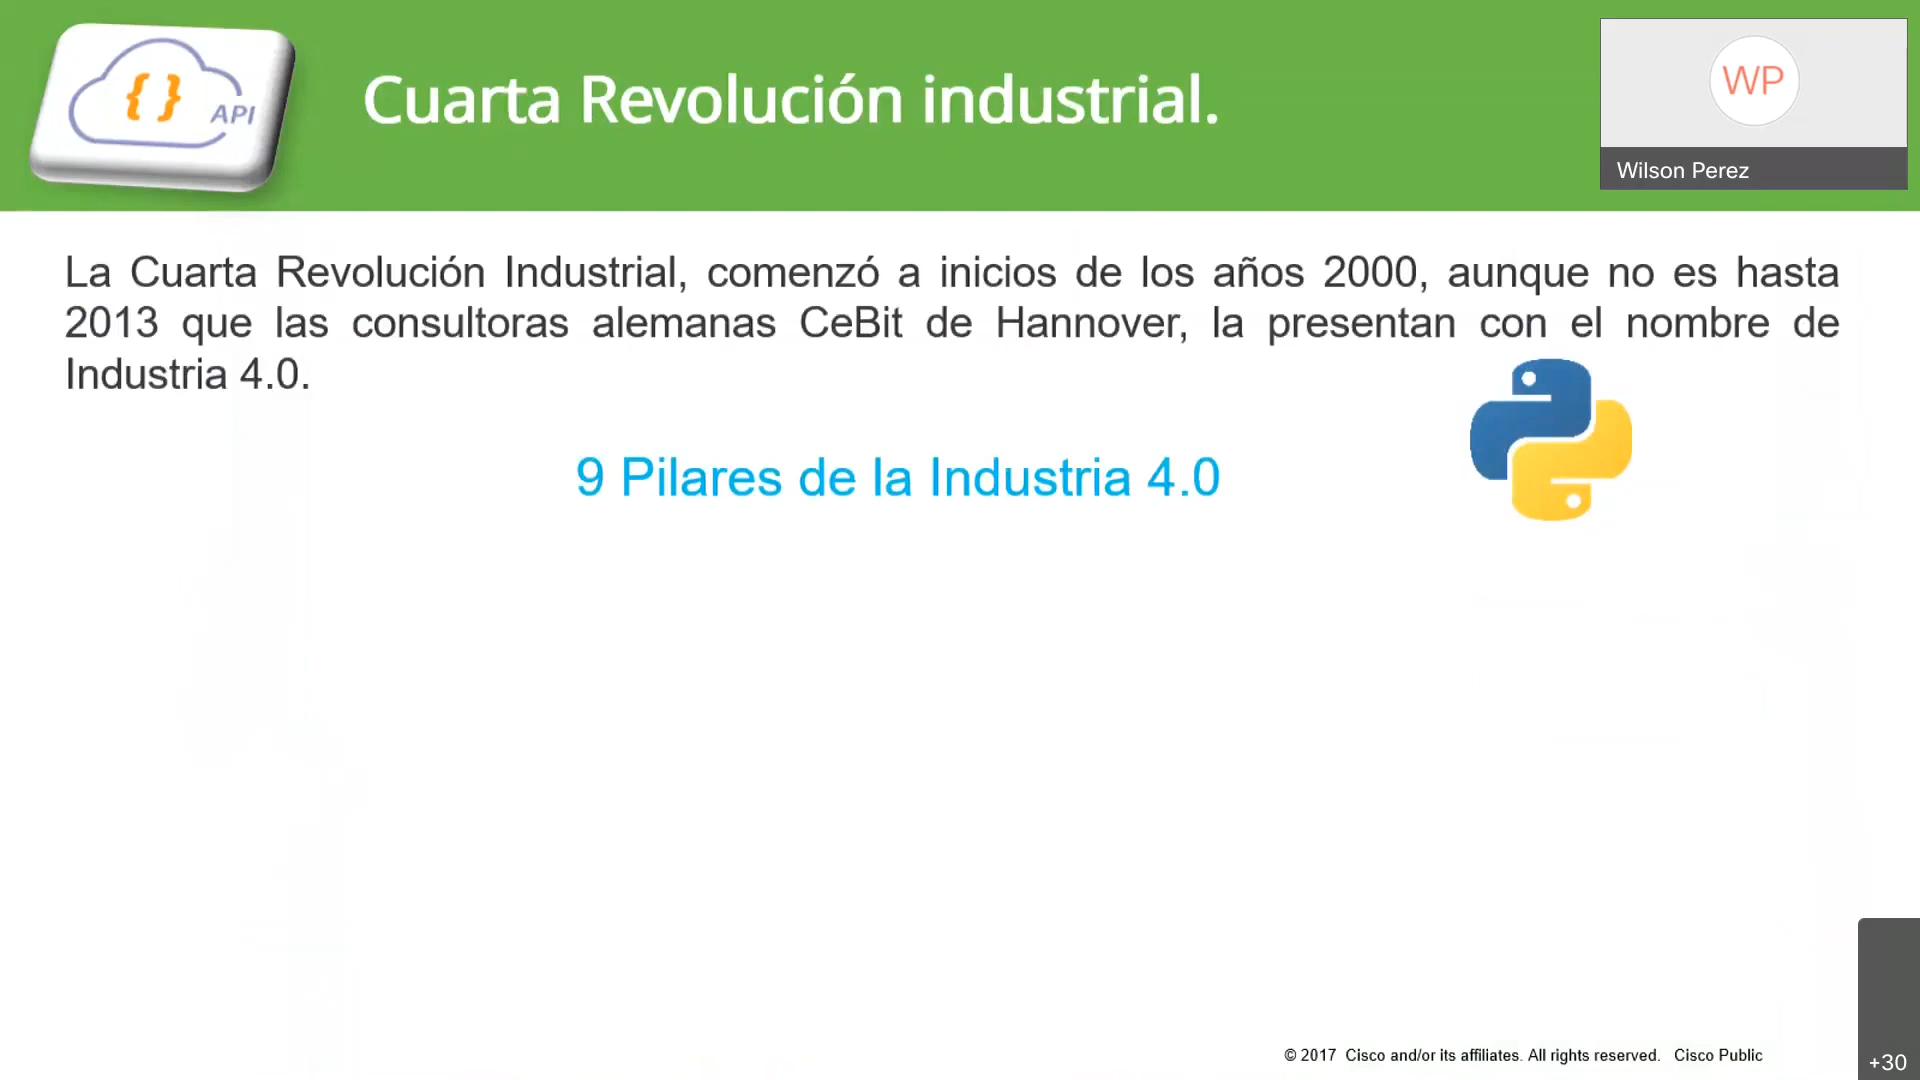 { } API
Cuarta Revolución industrial.
WP
Wilson Perez
La Cuarta Revolución Industrial, comenzó a inicios de los años 2000, aunque no es hasta
2013 que las consultoras alemanas CeBit de Hannover, la presentan con el nombre de
Industria 4.0.
9 Pilares de la Industria 4.0
© 2017 Cisco and/or its affiliates. All rights reserved. Cisco Public
+30